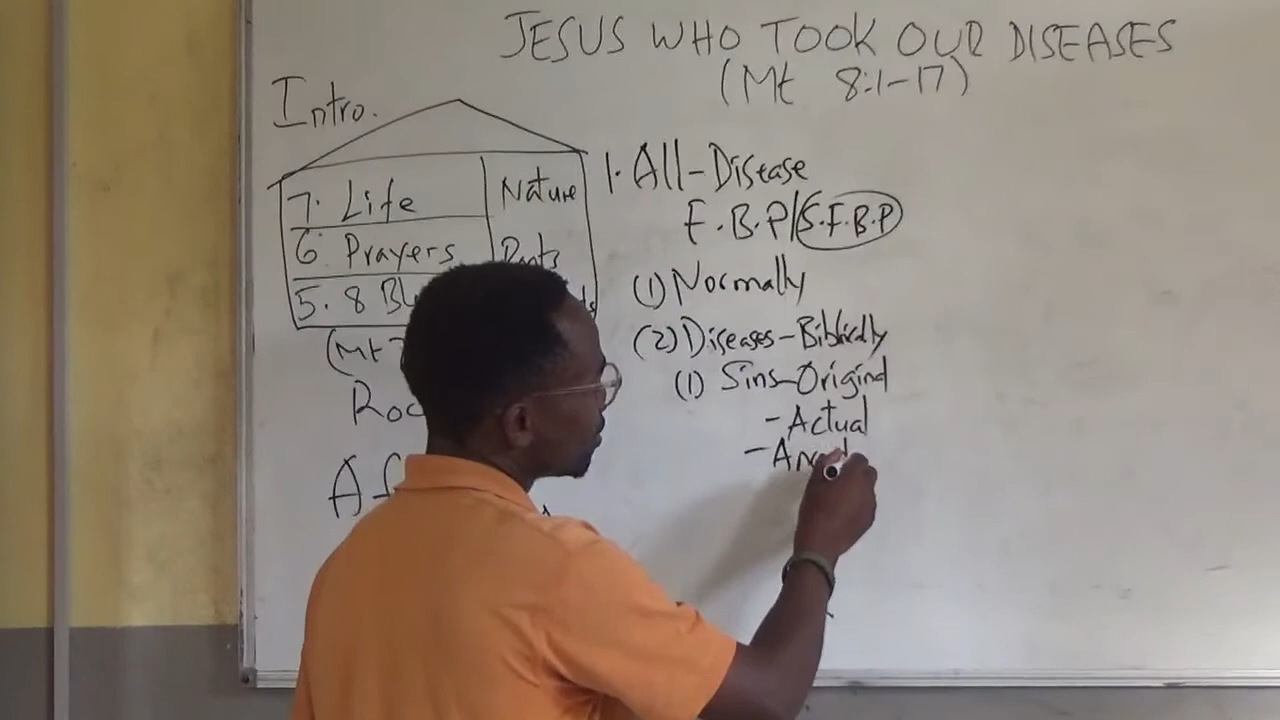 JESUS WHO TOOK OUR DISEASES
(Mt 8:1-17)
Intro.
7. Life Nature
6. Prayers
5. 8
(Mt
1. All-Disease
F.B.P/S.F.B.P
(1) Normally
(2) Diseases-Biblically
(1) Sins-Original
- Actual